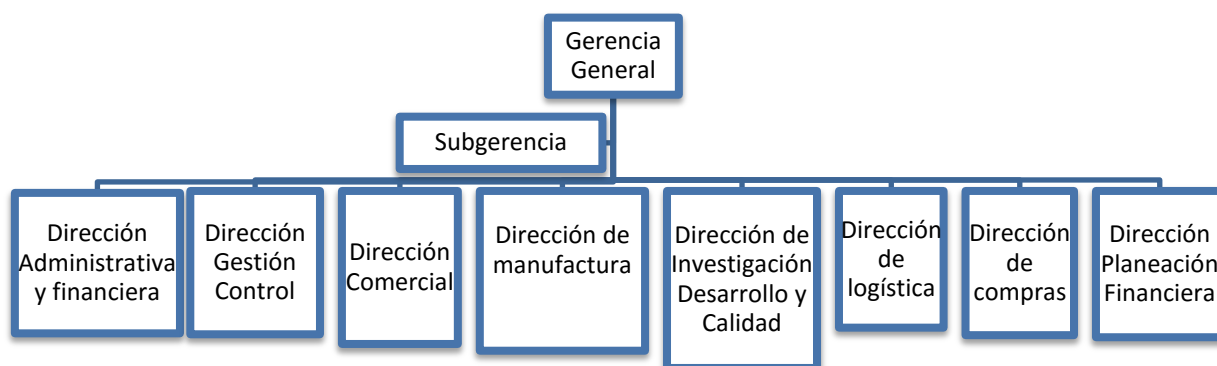 Gerencia
General
Subgerencia
Dirección
Administrativa
y financiera
Dirección
Gestión
Control
Dirección
Comercial
Dirección de
manufactura
Dirección de
Investigación
Desarrollo y
Calidad
Dirección
de
logística
Dirección
de
compras
Dirección
Planeación
Financiera